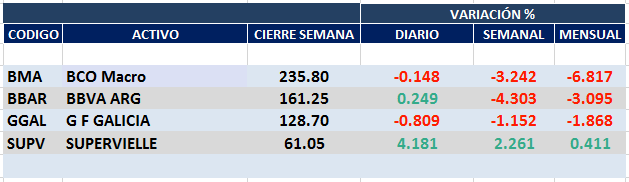 VARIACIÓN %
CODIGO ACTIVO CIERRE SEMANA DIARIO SEMANAL MENSUAL
BMA BCO Macro 235.80 -0.148 -3.242 -6.817
BBAR BBVA ARG 161.25 0.249 -4.303 -3.095
GGAL G F GALICIA 128.70 -0.809 -1.152 -1.868
SUPV SUPERVIELLE 61.05 4.181 2.261 0.411